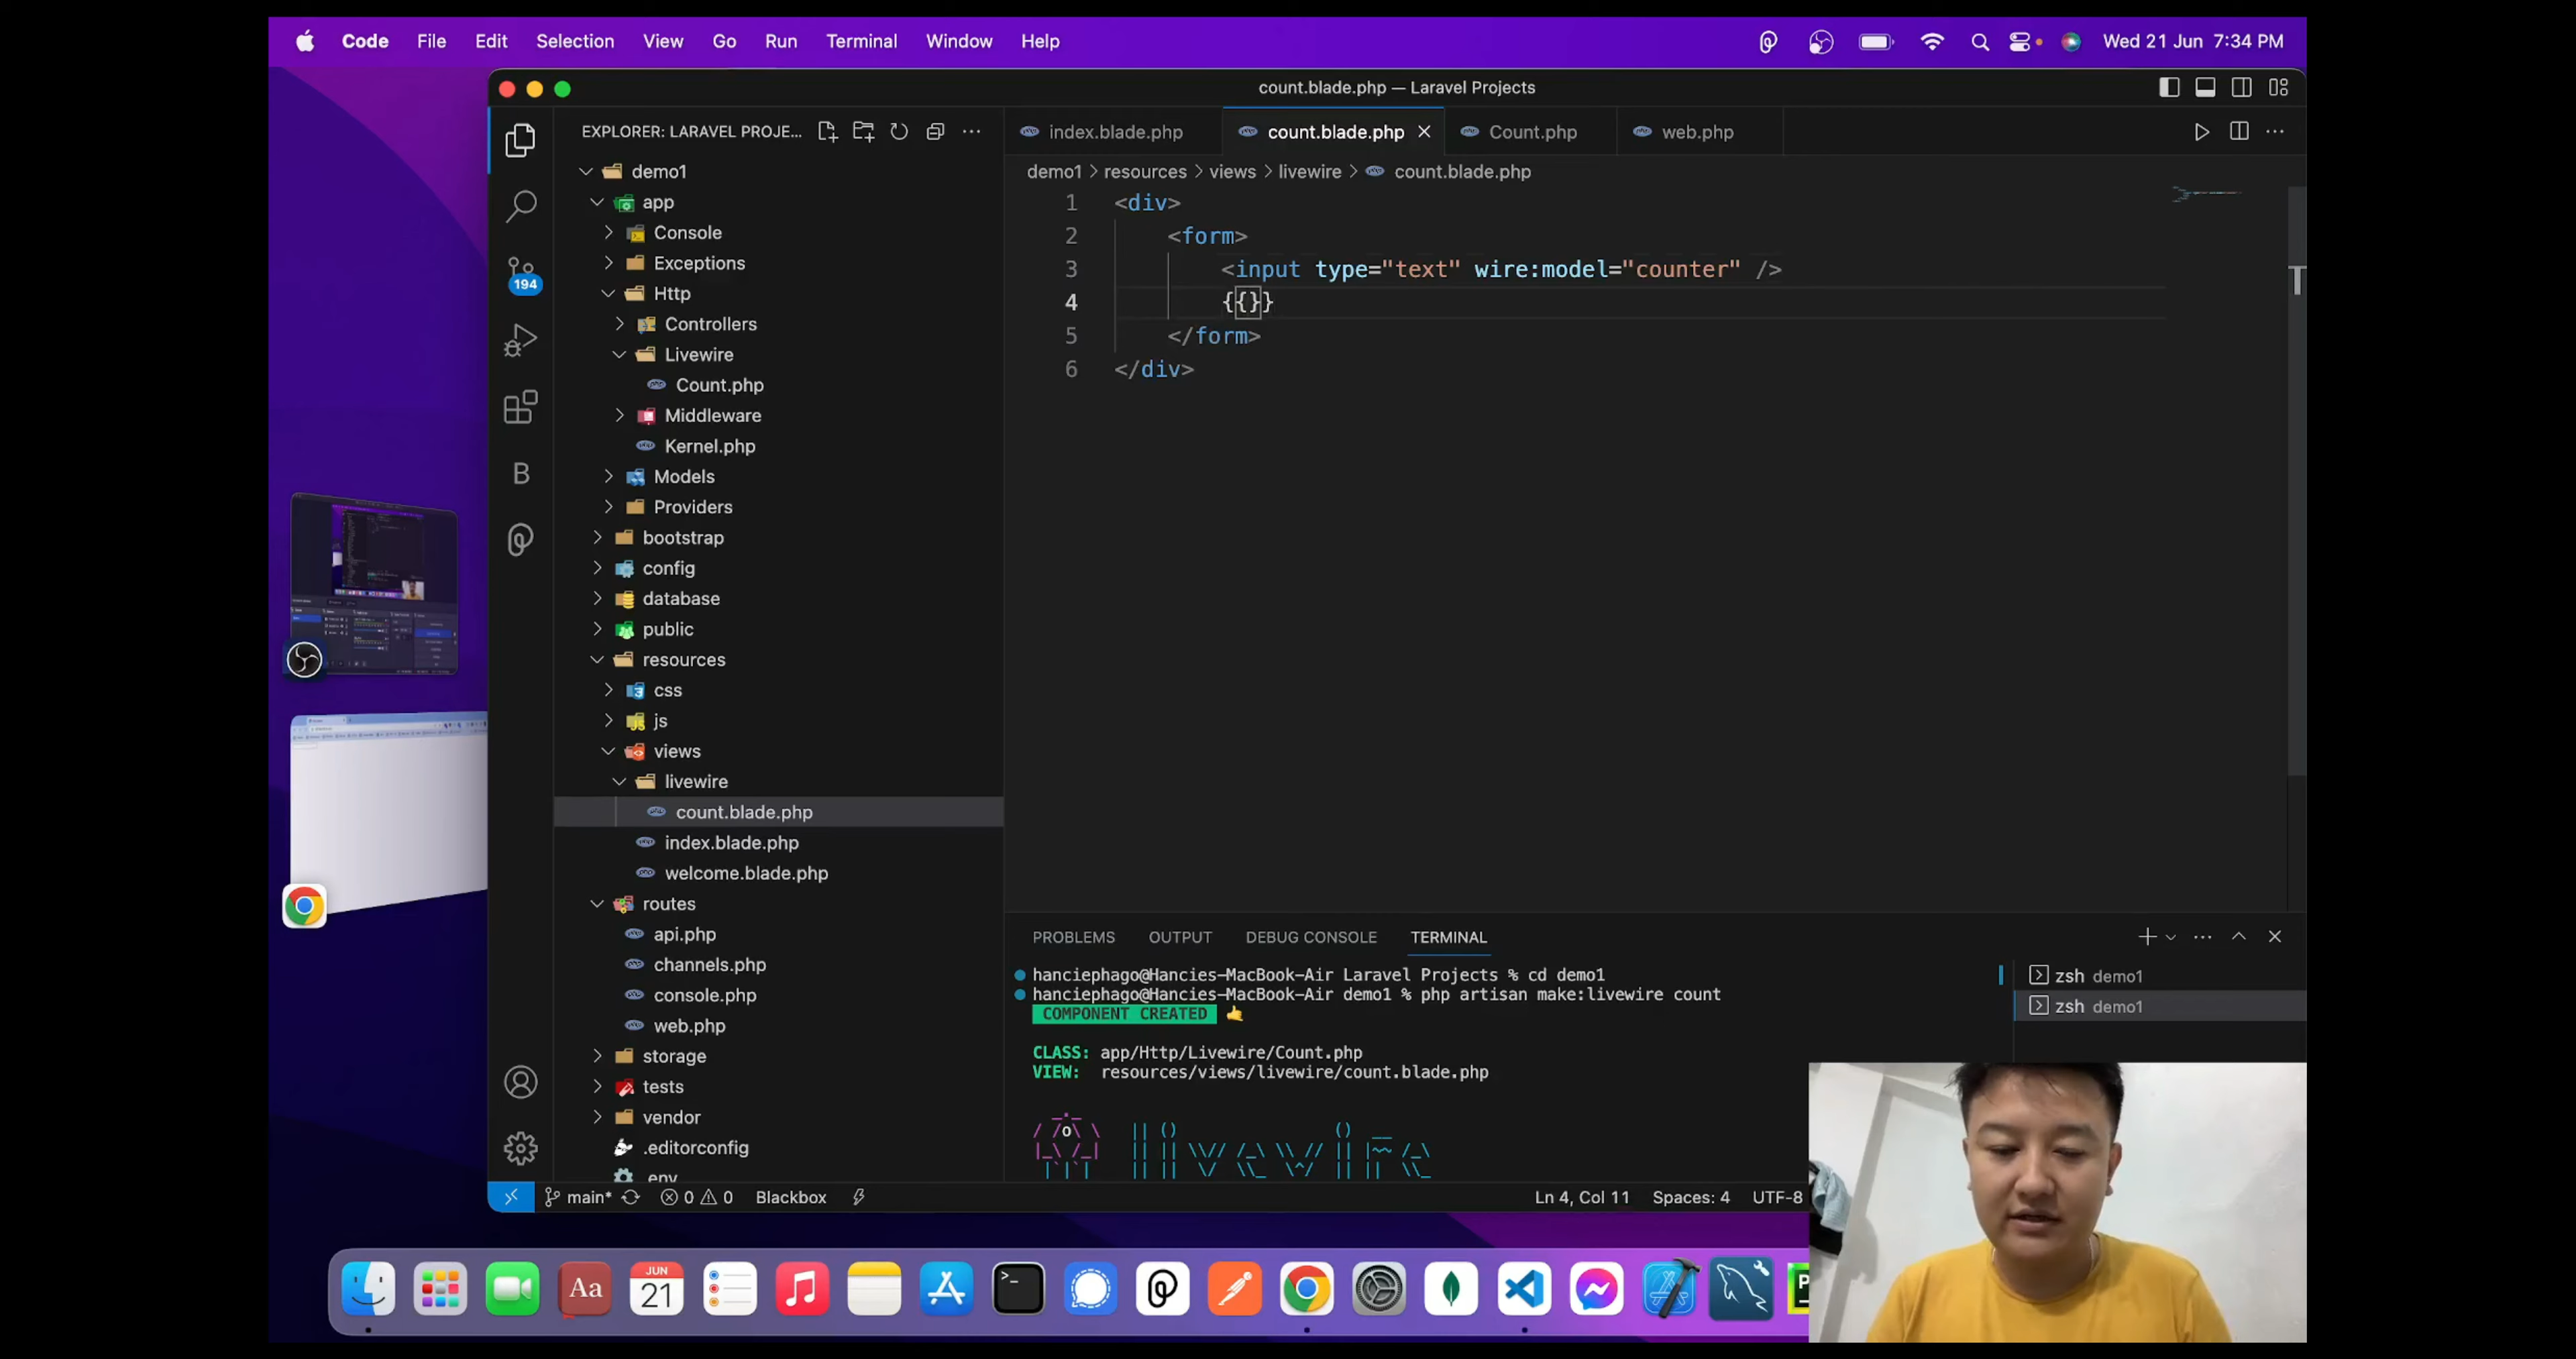 Code File Edit Selection View Go Run Terminal Window Help Wed 21 Jun 7:34 PM
count.blade.php — Laravel Projects
EXPLORER: LARAVEL PROJE...
index.blade.php count.blade.php Count.php web.php
demo1 > resources > views > livewire > count.blade.php
demo1
app
Console
Exceptions
Http
Controllers
Livewire
Count.php
Middleware
Kernel.php
Models
Providers
bootstrap
config
database
public
resources
css
js
views
livewire
count.blade.php
index.blade.php
welcome.blade.php
routes
api.php
channels.php
console.php
web.php
storage
tests
vendor
.editorconfig
.env
194
B
1 <div>
2 <form>
3 <input type="text" wire:model="counter" />
4 {{}}
5 </form>
6 </div>
PROBLEMS OUTPUT DEBUG CONSOLE TERMINAL
hanciephago@Hancies-MacBook-Air Laravel Projects % cd demo1
hanciephago@Hancies-MacBook-Air demo1 % php artisan make:livewire count
COMPONENT CREATED
CLASS: app/Http/Livewire/Count.php
VIEW: resources/views/livewire/count.blade.php
zsh demo1
zsh demo1
main* 0 0 Blackbox Ln 4, Col 11 Spaces: 4 UTF-8
Aa
JUN
21